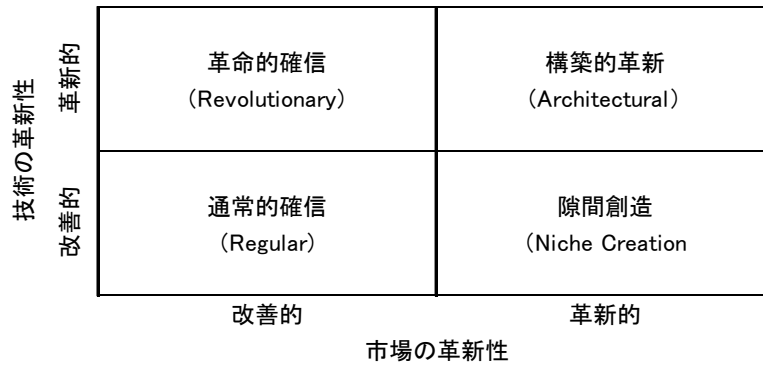 技術の革新性
革新的
革命的確信
(Revolutionary)
構築的革新
(Architectural)
改善的
通常的確信
(Regular)
隙間創造
(Niche Creation
改善的
革新的
市場の革新性